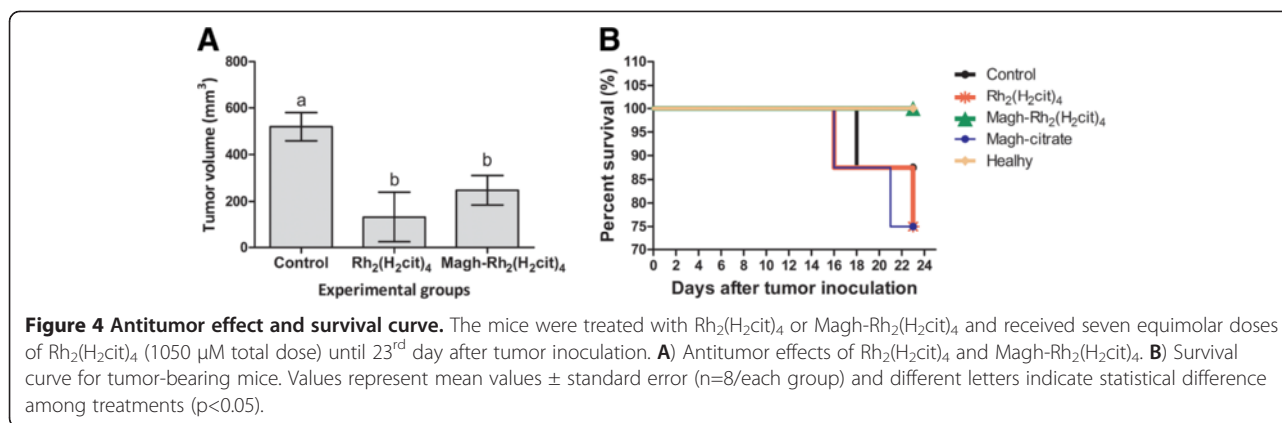 A
Tumor volume (mm³)
800
600
400
200
0
a
b
b
Control Rh₂(H₂cit)₄ Magh-Rh₂(H₂cit)₄
Experimental groups
B
Percent survival (%)
110
105
100
95
90
85
80
75
70
0 2 4 6 8 10 12 14 16 18 20 22 24
Days after tumor inoculation
Control
Rh₂(H₂cit)₄
Magh-Rh₂(H₂cit)₄
Magh-citrate
Healhy
Figure 4 Antitumor effect and survival curve. The mice were treated with Rh₂(H₂cit)₄ or Magh-Rh₂(H₂cit)₄ and received seven equimolar doses
of Rh₂(H₂cit)₄ (1050 μM total dose) until 23ʳᵈ day after tumor inoculation. A) Antitumor effects of Rh₂(H₂cit)₄ and Magh-Rh₂(H₂cit)₄. B) Survival
curve for tumor-bearing mice. Values represent mean values ± standard error (n=8/each group) and different letters indicate statistical difference
among treatments (p<0.05).